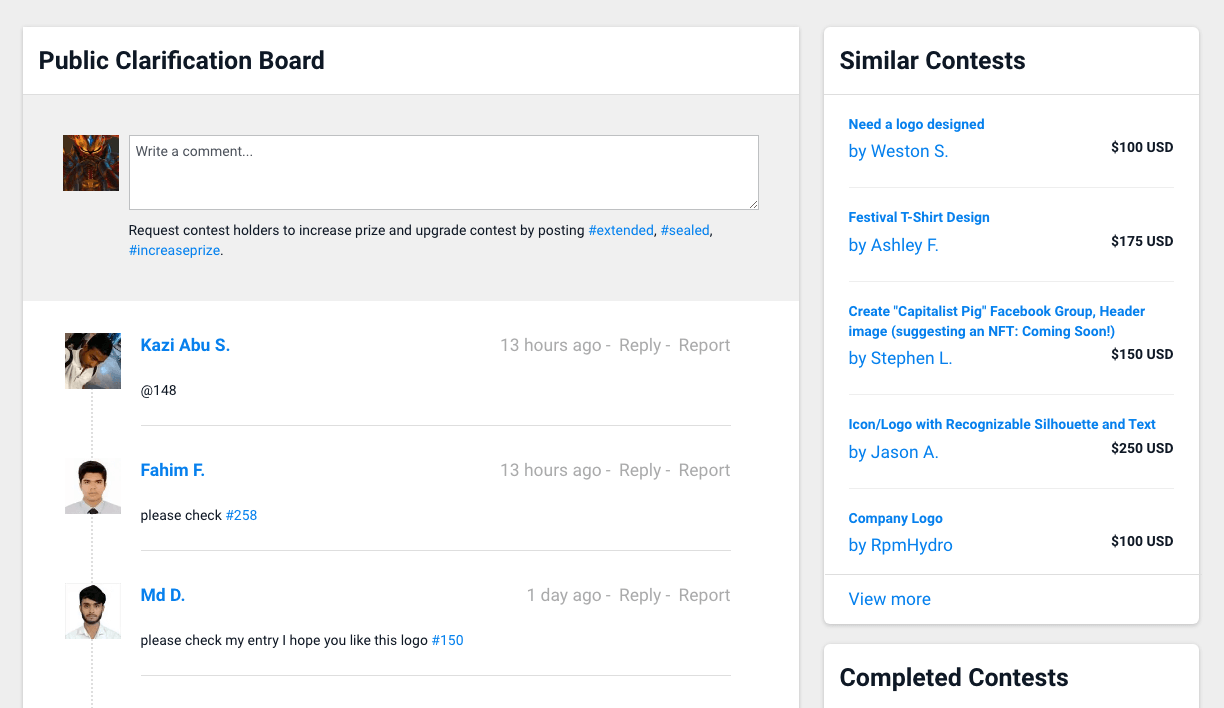 Public Clarification Board
Write a comment...
Request contest holders to increase prize and upgrade contest by posting #extended, #sealed,
#increaseprize.
Kazi Abu S.
13 hours ago - Reply - Report
@148
Fahim F.
13 hours ago - Reply - Report
please check #258
Md D.
1 day ago - Reply - Report
please check my entry I hope you like this logo #150
Similar Contests
Need a logo designed
by Weston S.
$100 USD
Festival T-Shirt Design
by Ashley F.
$175 USD
Create "Capitalist Pig" Facebook Group, Header
image (suggesting an NFT: Coming Soon!)
by Stephen L.
$150 USD
Icon/Logo with Recognizable Silhouette and Text
by Jason A.
$250 USD
Company Logo
by RpmHydro
$100 USD
View more
Completed Contests